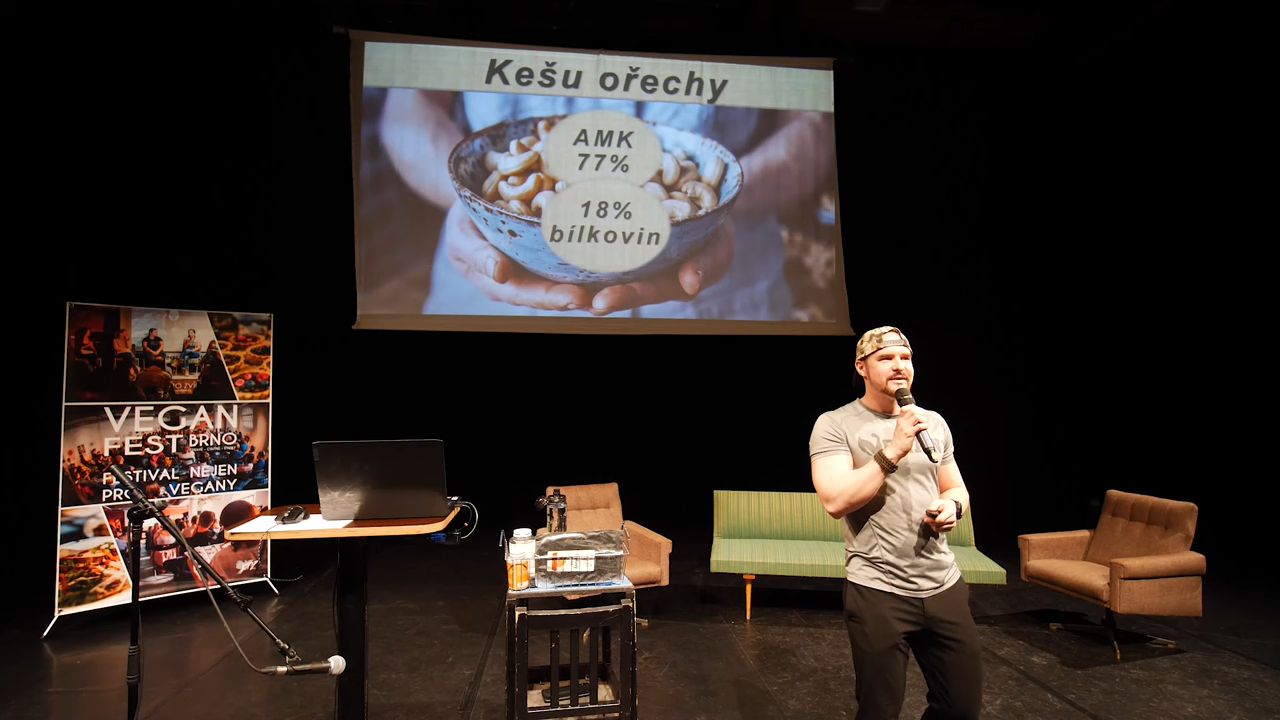 Kešu ořechy
AMK
77%
18%
bílkovin
VEGAN
FEST BRNO
FESTIVAL NEJEN
PRO VEGANY